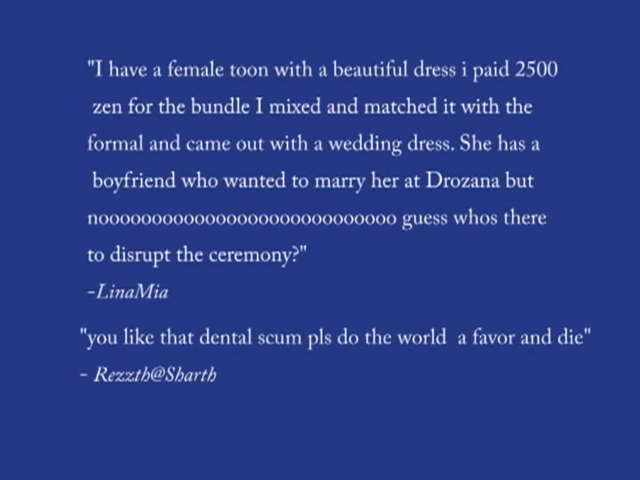 "I have a female toon with a beautiful dress i paid 2500
zen for the bundle I mixed and matched it with the
formal and came out with a wedding dress. She has a
boyfriend who wanted to marry her at Drozana but
noooooooooooooooooooooooooooo guess whos there
to disrupt the ceremony?"
-LinaMia
"you like that dental scum pls do the world  a favor and die"
- Rezzth@Sharth